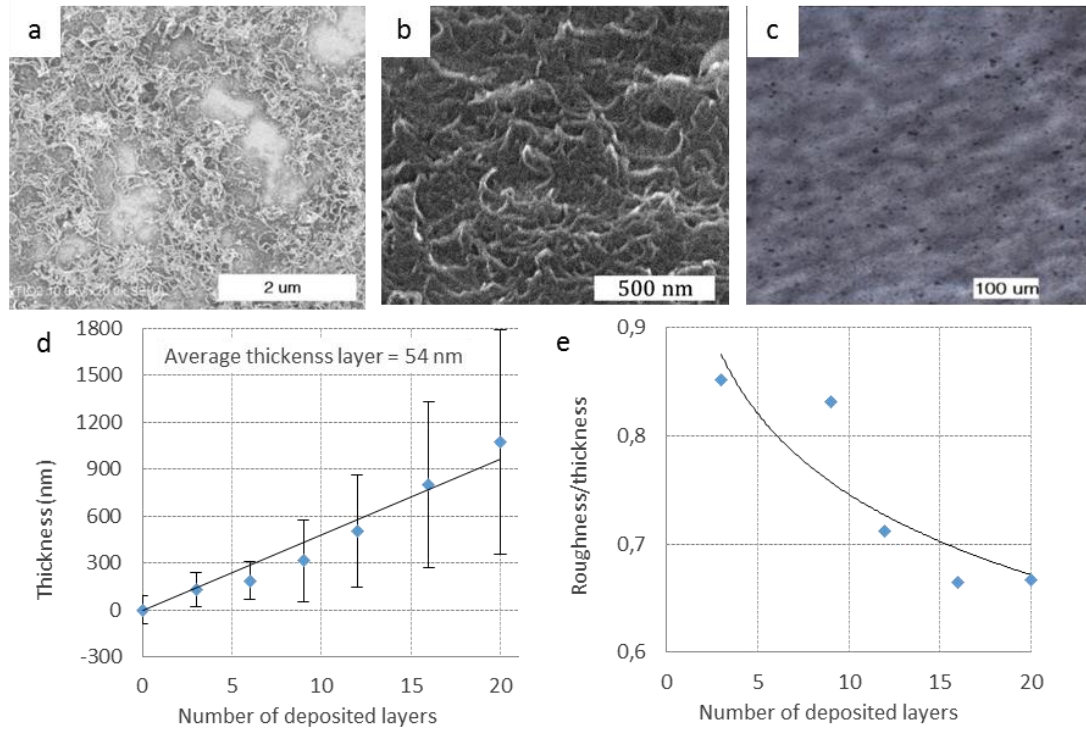 a
b
c
2 um
500 nm
100 um
d
Average thickenss layer = 54 nm
1800
1500
1200
900
600
300
0
-300
0
5
10
15
20
Thickness (nm)
Number of deposited layers
e
0,9
0,8
0,7
0,6
0
5
10
15
20
Roughness/thickness
Number of deposited layers